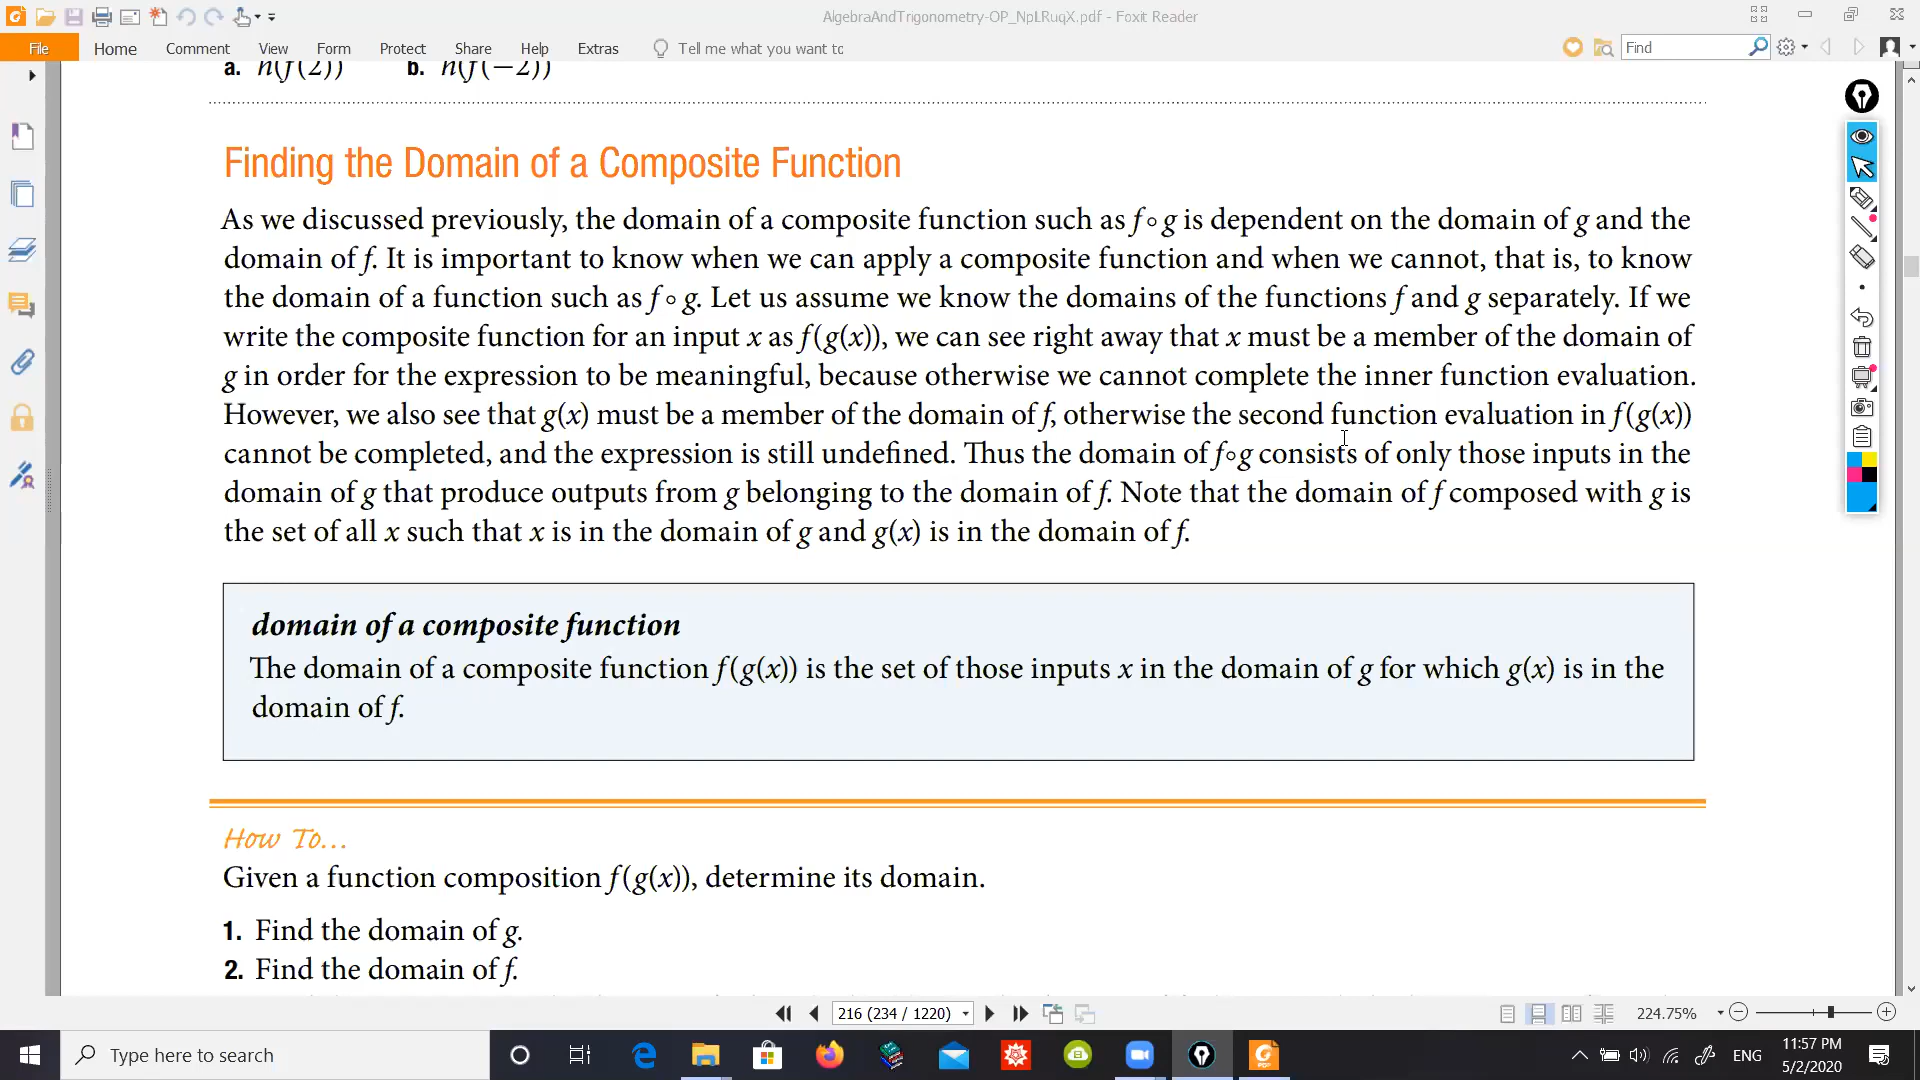 AlgebraAndTrigonometry-OP_NpLRuqX.pdf - Foxit Reader
File Home Comment View Form Protect Share Help Extras Tell me what you want to Find
a. h(f(2)) b. h(f(−2))
Finding the Domain of a Composite Function
As we discussed previously, the domain of a composite function such as f∘g is dependent on the domain of g and the
domain of f. It is important to know when we can apply a composite function and when we cannot, that is, to know
the domain of a function such as f∘g. Let us assume we know the domains of the functions f and g separately. If we
write the composite function for an input x as f(g(x)), we can see right away that x must be a member of the domain of
g in order for the expression to be meaningful, because otherwise we cannot complete the inner function evaluation.
However, we also see that g(x) must be a member of the domain of f, otherwise the second function evaluation in f(g(x))
cannot be completed, and the expression is still undefined. Thus the domain of f∘g consists of only those inputs in the
domain of g that produce outputs from g belonging to the domain of f. Note that the domain of f composed with g is
the set of all x such that x is in the domain of g and g(x) is in the domain of f.
domain of a composite function
The domain of a composite function f(g(x)) is the set of those inputs x in the domain of g for which g(x) is in the
domain of f.
How To...
Given a function composition f(g(x)), determine its domain.
1. Find the domain of g.
2. Find the domain of f.
216 (234 / 1220) 224.75%
Type here to search ENG 11:57 PM
5/2/2020